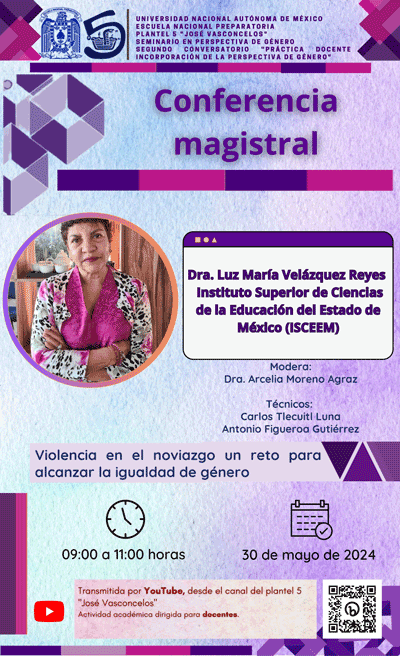 UNIVERSIDAD NACIONAL AUTÓNOMA DE MÉXICO
ESCUELA NACIONAL PREPARATORIA
PLANTEL 5 "JOSÉ VASCONCELOS"
SEMINARIO EN PERSPECTIVA DE GÉNERO
SEGUNDO CONVERSATORIO "PRÁCTICA DOCENTE
INCORPORACIÓN DE LA PERSPECTIVA DE GÉNERO"
Conferencia
magistral
Dra. Luz María Velázquez Reyes
Instituto Superior de Ciencias
de la Educación del Estado de
México (ISCEEM)
Modera:
Dra. Arcelia Moreno Agraz
Técnicos:
Carlos Tlecuitl Luna
Antonio Figueroa Gutiérrez
Violencia en el noviazgo un reto para
alcanzar la igualdad de género
09:00 a 11:00 horas
30 de mayo de 2024
Transmitida por YouTube, desde el canal del plantel 5
"José Vasconcelos"
Actividad académica dirigida para docentes.